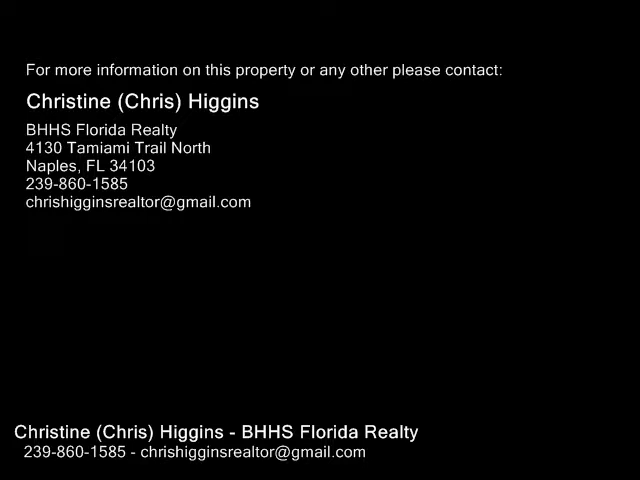 For more information on this property or any other please contact:
Christine (Chris) Higgins
BHHS Florida Realty
4130 Tamiami Trail North
Naples, FL 34103
239-860-1585
chrishigginsrealtor@gmail.com
Christine (Chris) Higgins - BHHS Florida Realty
239-860-1585 - chrishigginsrealtor@gmail.com